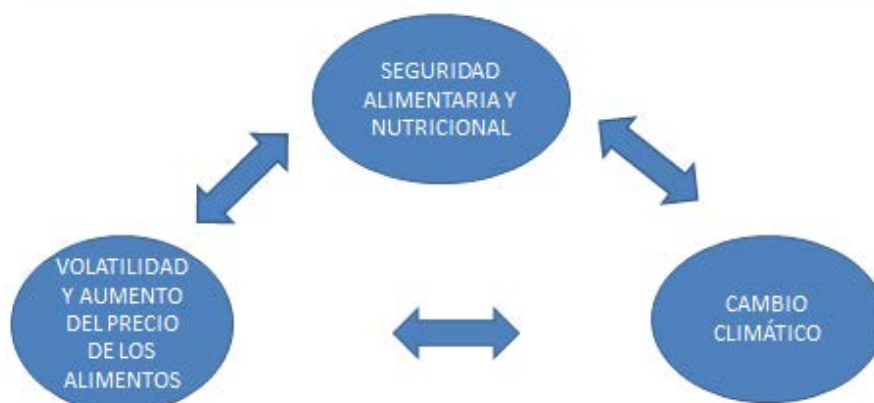 SEGURIDAD
ALIMENTARIA Y
NUTRICIONAL
VOLATILIDAD
Y AUMENTO
DEL PRECIO
DE LOS
ALIMENTOS
CAMBIO
CLIMÁTICO